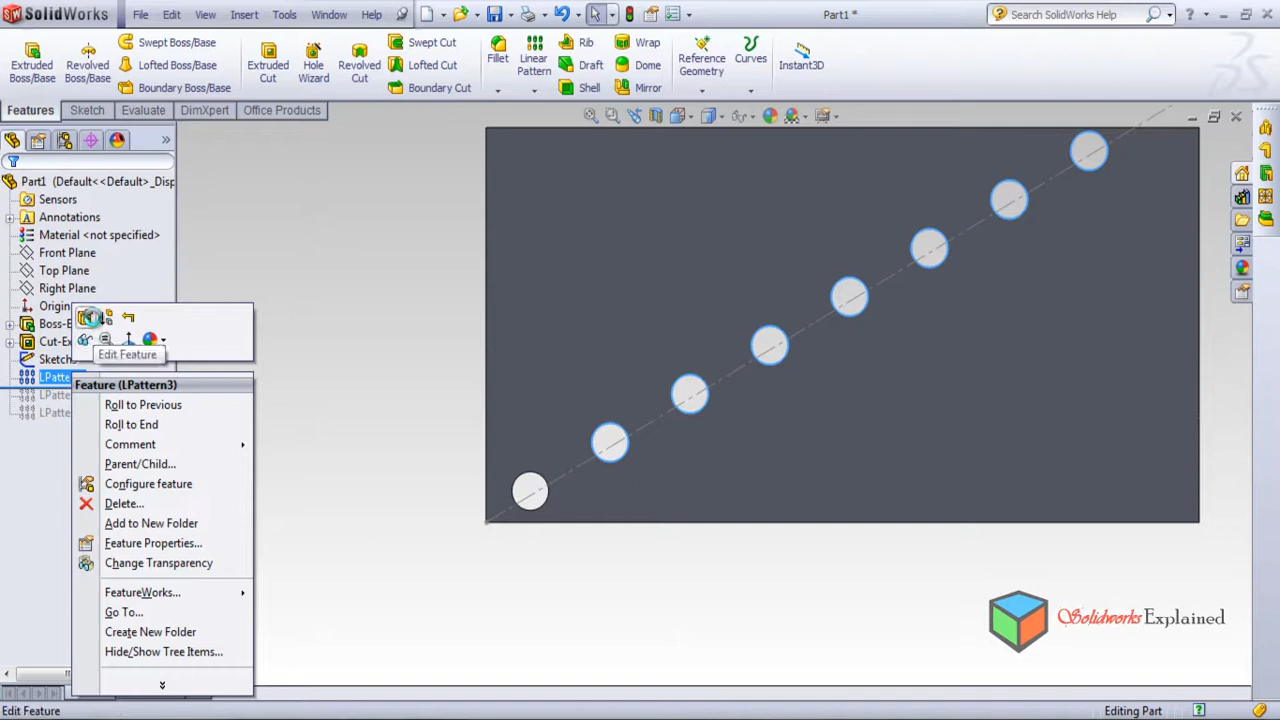 SolidWorks
File Edit View Insert Tools Window Help
Part1 *
Search SolidWorks Help
Extruded Boss/Base
Revolved Boss/Base
Swept Boss/Base
Lofted Boss/Base
Boundary Boss/Base
Extruded Cut
Hole Wizard
Revolved Cut
Swept Cut
Lofted Cut
Boundary Cut
Fillet
Linear Pattern
Rib
Draft
Shell
Wrap
Dome
Mirror
Reference Geometry
Curves
Instant3D
Features Sketch Evaluate DimXpert Office Products
Part1 (Default<<Default>_Disp
Sensors
Annotations
Material <not specified>
Front Plane
Top Plane
Right Plane
Origin
Boss-E
Cut-Ex
Sketch
LPatte
LPatte
LPatte
Edit Feature
Feature (LPattern3)
Roll to Previous
Roll to End
Comment
Parent/Child...
Configure feature
Delete...
Add to New Folder
Feature Properties...
Change Transparency
FeatureWorks...
Go To...
Create New Folder
Hide/Show Tree Items...
Solidworks Explained
Edit Feature
Editing Part